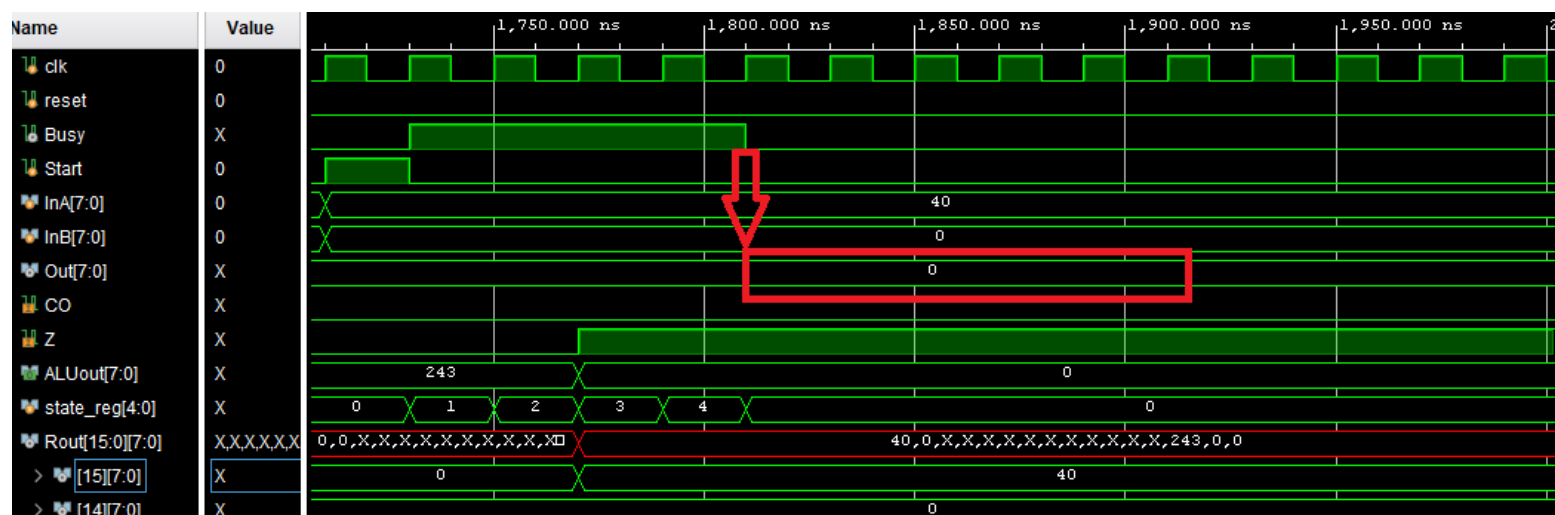 Name Value 1,750.000 ns 1,800.000 ns 1,850.000 ns 1,900.000 ns 1,950.000 ns 2
clk 0
reset 0
Busy X
Start 0
InA[7:0] 0 40
InB[7:0] 0 0
Out[7:0] X 0
CO X
Z X
ALUout[7:0] X 243 0
state_reg[4:0] X 0 1 2 3 4 0
Rout[15:0][7:0] X,X,X,X,X,X 0,0,X,X,X,X,X,X,X,X,X,X 40,0,X,X,X,X,X,X,X,X,X,X,X,243,0,0
[15][7:0] X 0 40
[14][7:0] X 0